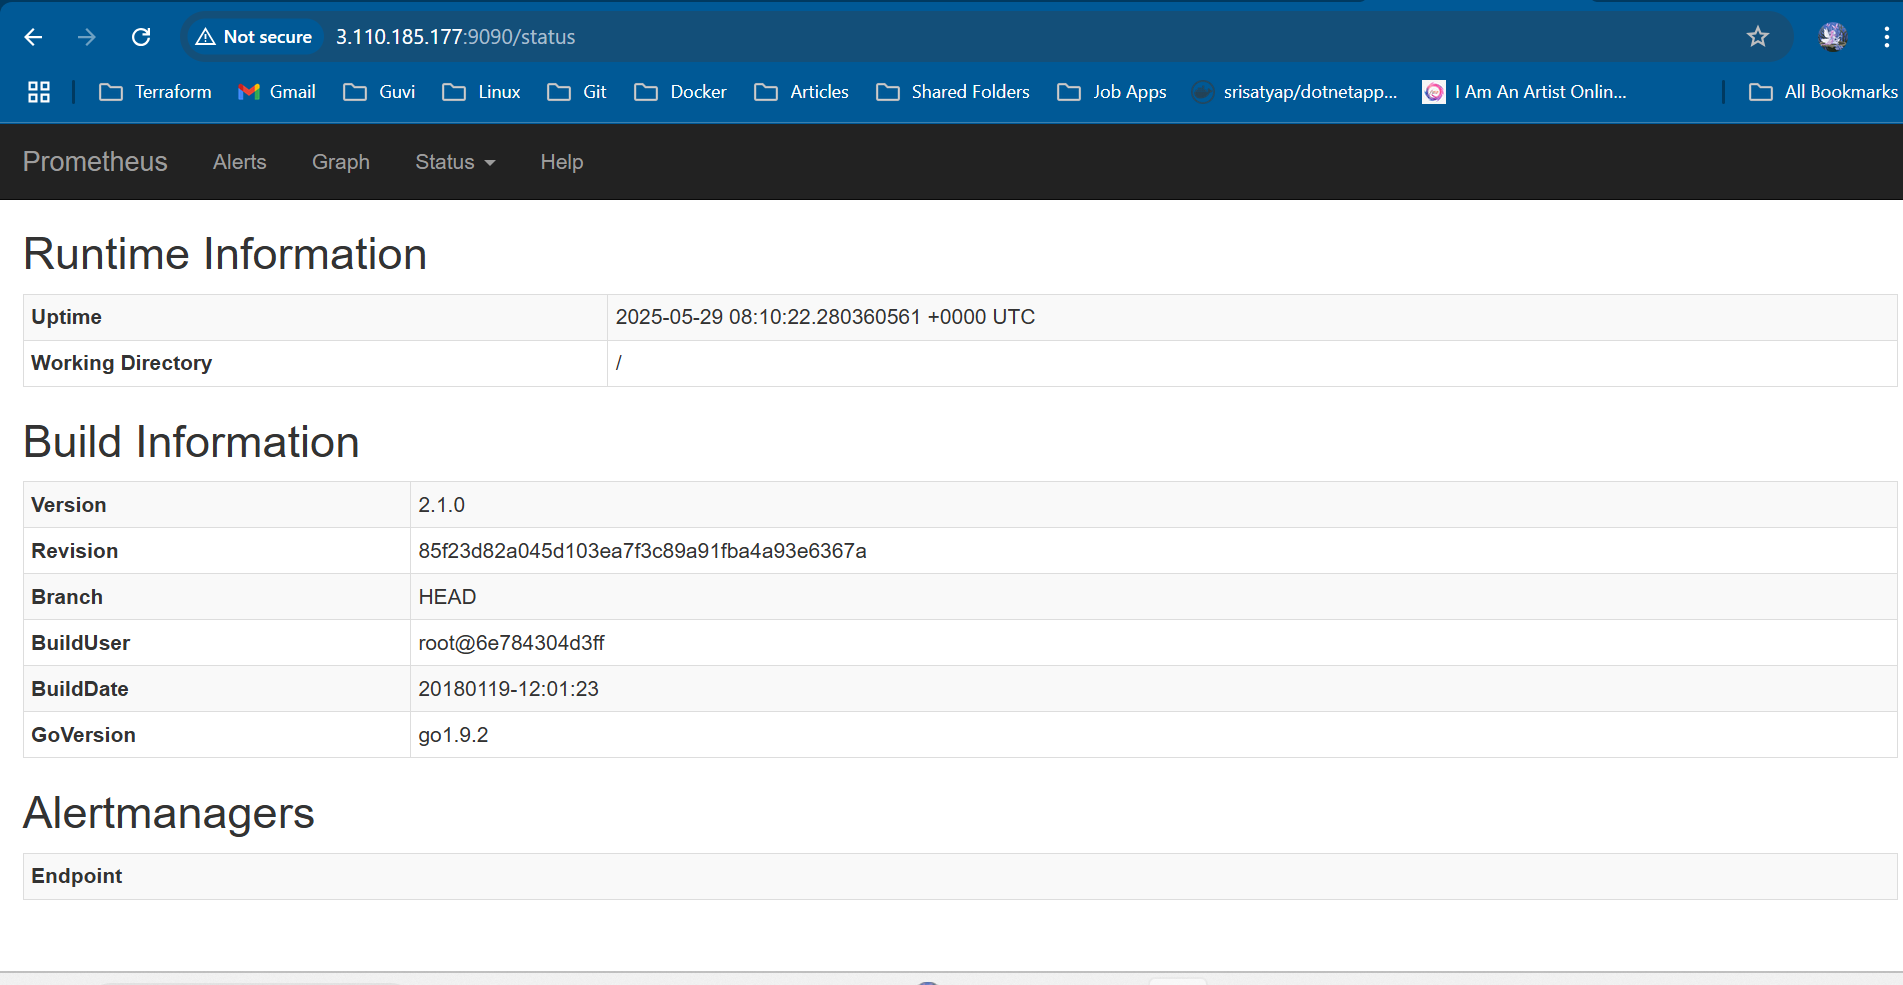 Not secure 3.110.185.177:9090/status
Terraform Gmail Guvi Linux Git Docker Articles Shared Folders Job Apps srisatyap/dotnetapp... I Am An Artist Onlin... All Bookmarks
Prometheus Alerts Graph Status Help
Runtime Information
Uptime 2025-05-29 08:10:22.280360561 +0000 UTC
Working Directory /
Build Information
Version 2.1.0
Revision 85f23d82a045d103ea7f3c89a91fba4a93e6367a
Branch HEAD
BuildUser root@6e784304d3ff
BuildDate 20180119-12:01:23
GoVersion go1.9.2
Alertmanagers
Endpoint